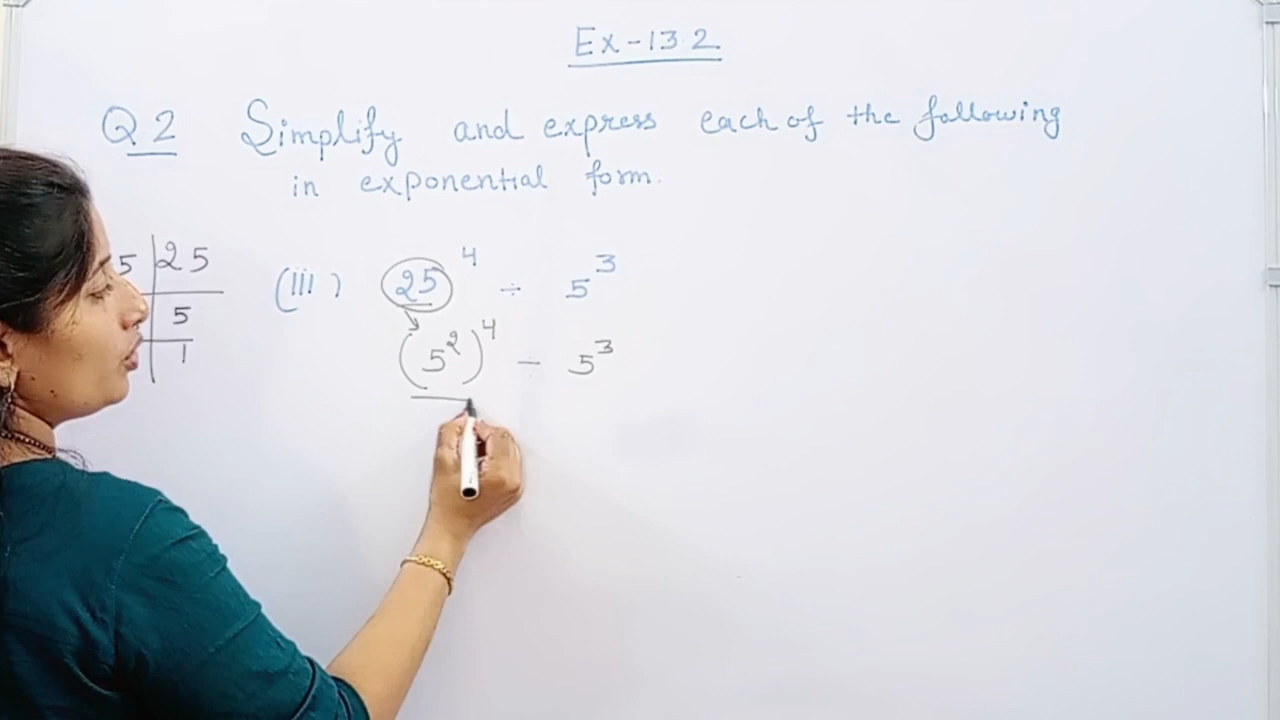 Ex-13.2
Q.2 Simplify and express each of the following
in exponential form.
5 | 25
5
1
(iii) 25^4 ÷ 5^3
(5^2)^4 ÷ 5^3